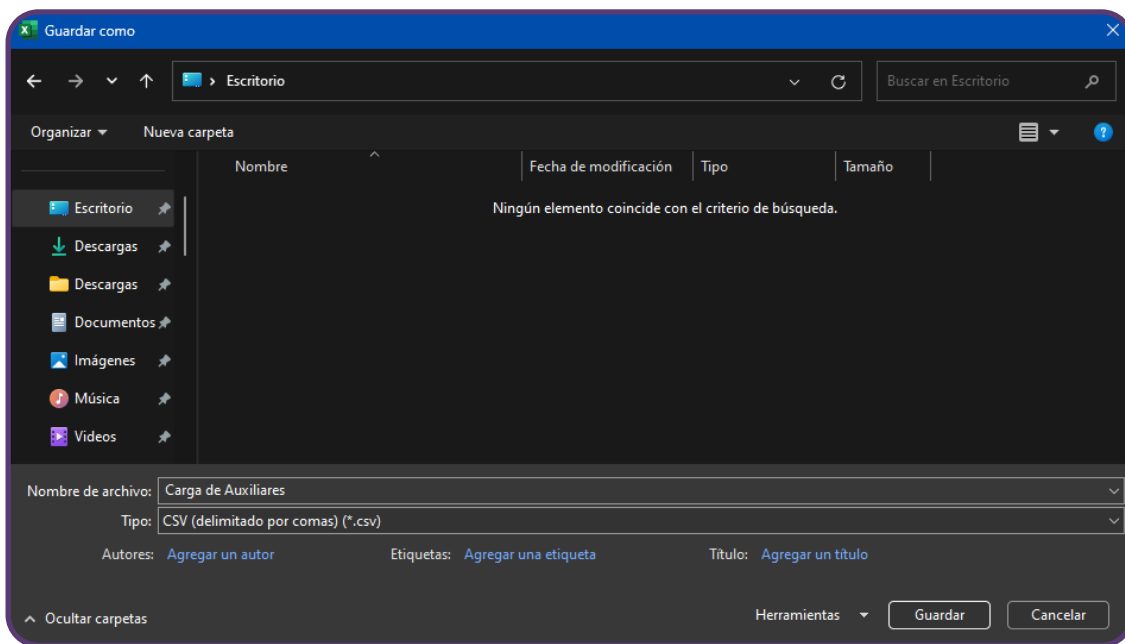 Guardar como
Escritorio
Buscar en Escritorio
Organizar
Nueva carpeta
Nombre
Fecha de modificación
Tipo
Tamaño
Ningún elemento coincide con el criterio de búsqueda.
Escritorio
Descargas
Descargas
Documentos
Imágenes
Música
Videos
Nombre de archivo: Carga de Auxiliares
Tipo: CSV (delimitado por comas) (*.csv)
Autores: Agregar un autor
Etiquetas: Agregar una etiqueta
Título: Agregar un título
Ocultar carpetas
Herramientas
Guardar
Cancelar